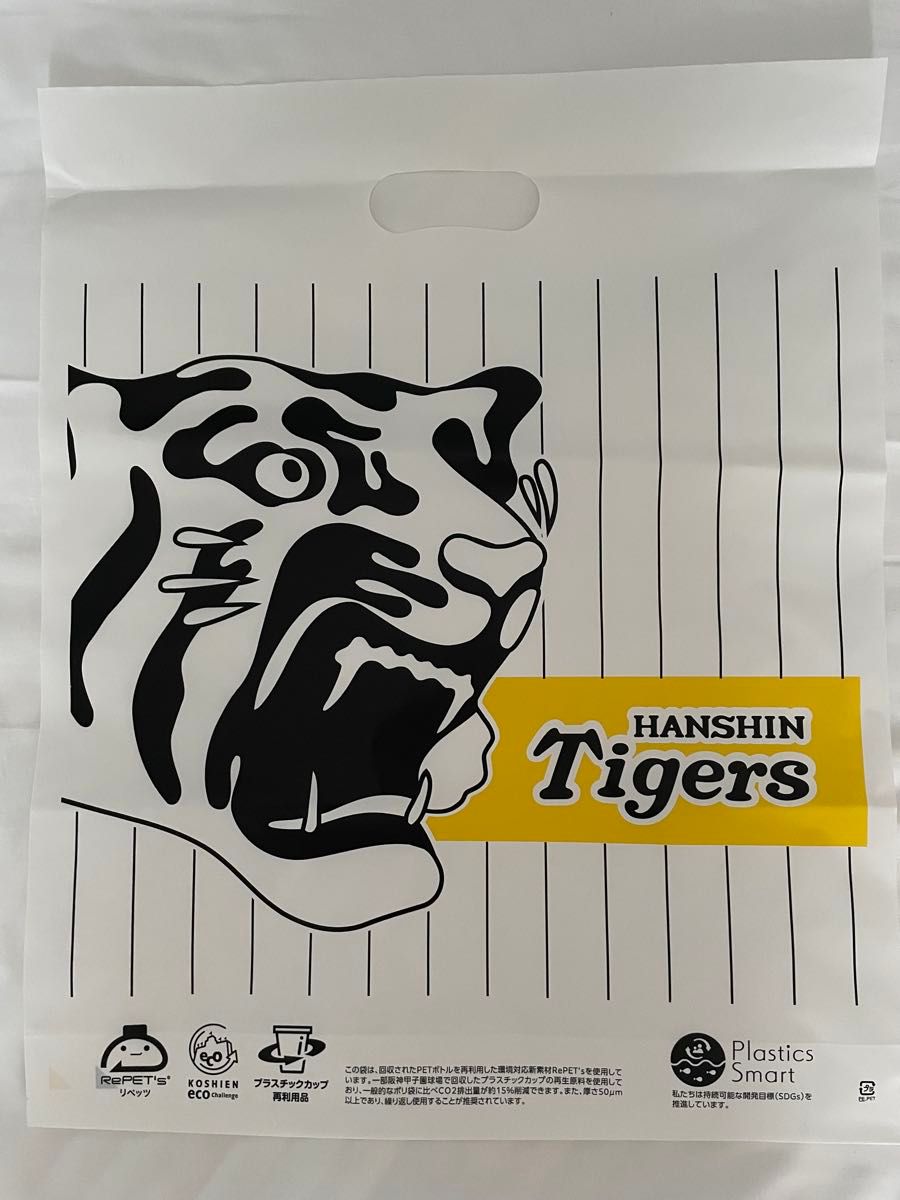 HANSHIN
Tigers
RePET's®
リペッツ
eco
KOSHIEN
eco Challenge
プラスチックカップ
再利用品
この袋は、回収されたPETボトルを再利用した環境対応新素材RePET'sを使用して
います。一部阪神甲子園球場で回収したプラスチックカップの再生原料を使用して
おり、一般的なポリ袋に比べCO2排出量が約15%削減できます。また、厚さ50μm
以上であり、繰り返し使用することが推奨されています。
Plastics
Smart
私たちは持続可能な開発目標(SDGs)を
推進しています。
プラ